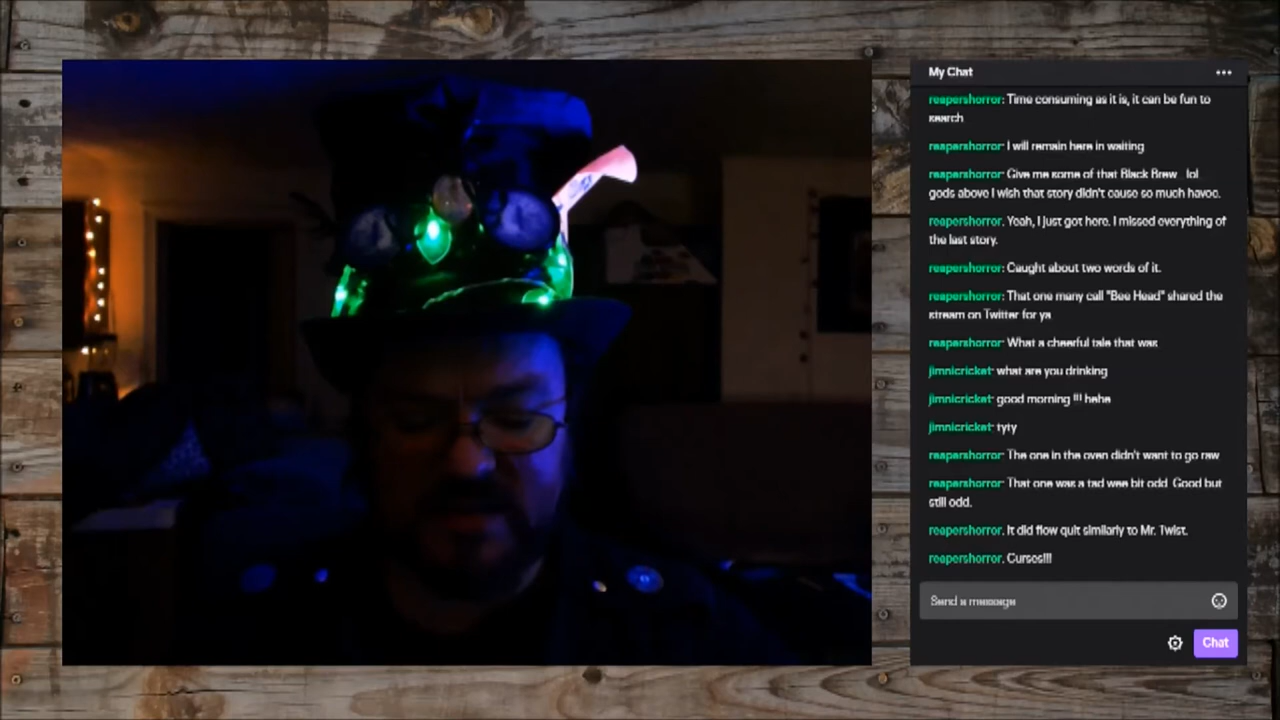 My Chat
reapershorror: Time consuming as it is, it can be fun to
search
reapershorror: I will remain here in waiting
reapershorror: Give me some of that Black Brew. lol
gods above I wish that story didn't cause so much havoc.
reapershorror: Yeah, I just got here. I missed everything of
the last story.
reapershorror: Caught about two words of it.
reapershorror: That one many call "Bee Head" shared the
stream on Twitter for ya
reapershorror: What a cheerful tale that was
jimnicricket: what are you drinking
jimnicricket: good morning !!! hehe
jimnicricket: tyty
reapershorror: The one in the oven didn't want to go raw
reapershorror: That one was a tad wee bit odd. Good but
still odd.
reapershorror: It did flow quit similarly to Mr. Twist.
reapershorror: Curses!!!
Send a message
Chat